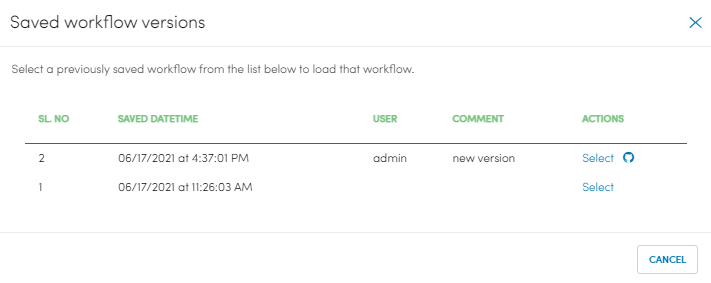 Saved workflow versions
Select a previously saved workflow from the list below to load that workflow.
SL. NO SAVED DATETIME USER COMMENT ACTIONS
2 06/17/2021 at 4:37:01 PM admin new version Select
1 06/17/2021 at 11:26:03 AM Select
CANCEL